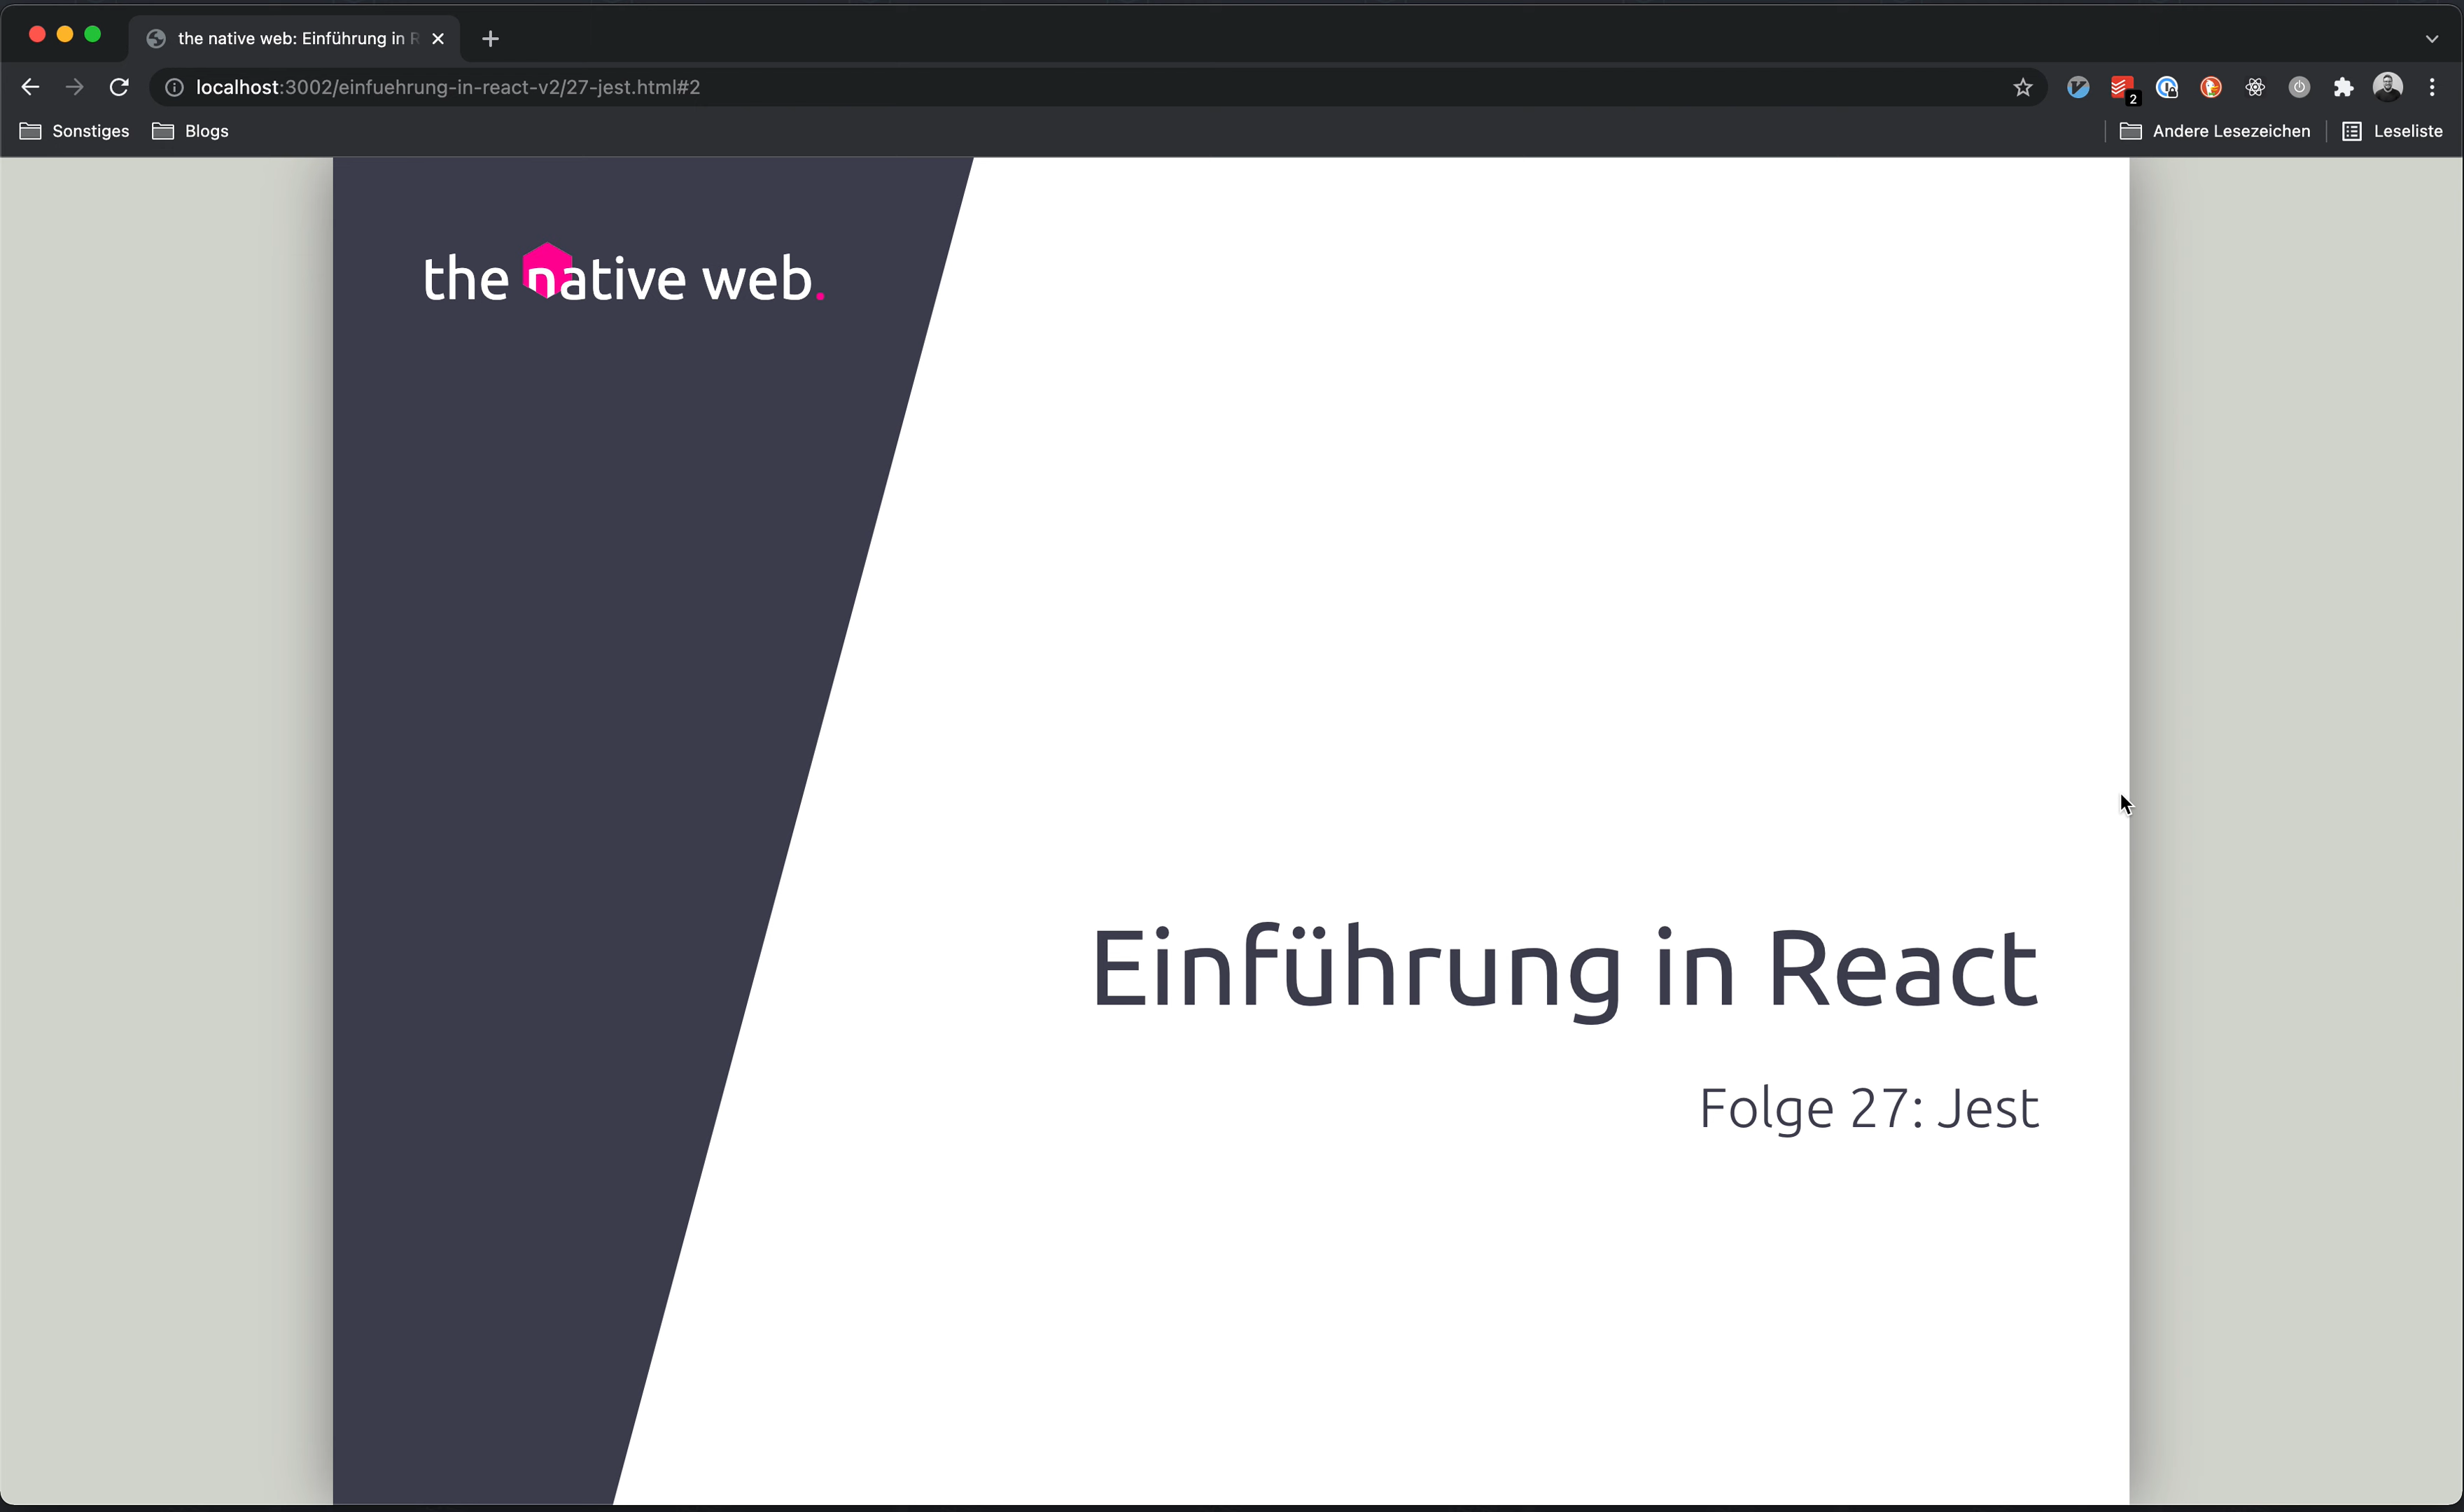 the native web: Einführung in R
localhost:3002/einfuehrung-in-react-v2/27-jest.html#2
2
Sonstiges
Blogs
Andere Lesezeichen
Leseliste
the native web.
Einführung in React
Folge 27: Jest